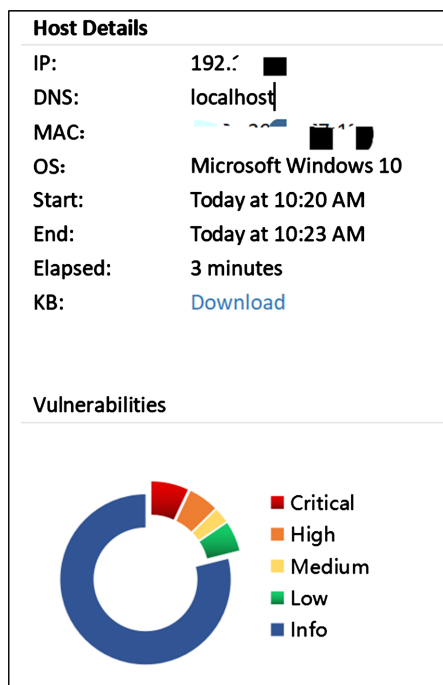 Host Details
IP: 192.
DNS: localhost
MAC:
OS: Microsoft Windows 10
Start: Today at 10:20 AM
End: Today at 10:23 AM
Elapsed: 3 minutes
KB: Download
Vulnerabilities
Critical
High
Medium
Low
Info